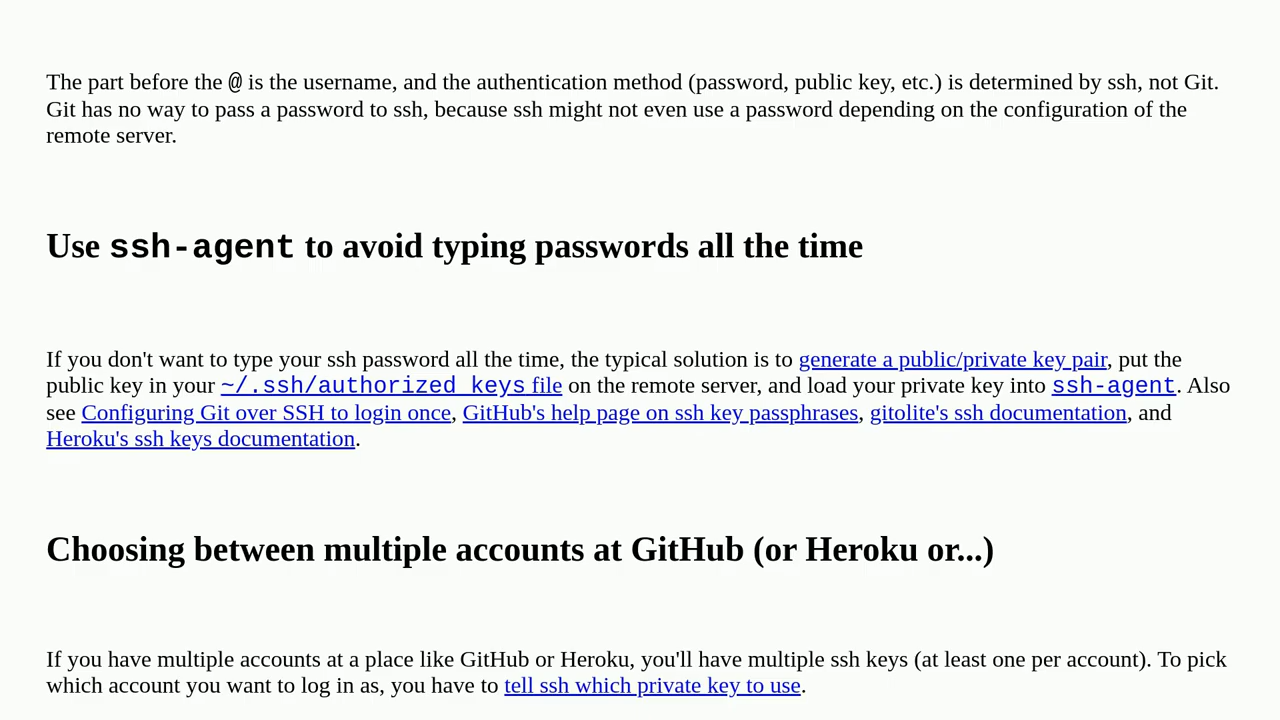 The part before the @ is the username, and the authentication method (password, public key, etc.) is determined by ssh, not Git.
Git has no way to pass a password to ssh, because ssh might not even use a password depending on the configuration of the
remote server.
Use ssh-agent to avoid typing passwords all the time
If you don't want to type your ssh password all the time, the typical solution is to generate a public/private key pair, put the
public key in your ~/.ssh/authorized_keys file on the remote server, and load your private key into ssh-agent. Also
see Configuring Git over SSH to login once, GitHub's help page on ssh key passphrases, gitolite's ssh documentation, and
Heroku's ssh keys documentation.
Choosing between multiple accounts at GitHub (or Heroku or...)
If you have multiple accounts at a place like GitHub or Heroku, you'll have multiple ssh keys (at least one per account). To pick
which account you want to log in as, you have to tell ssh which private key to use.